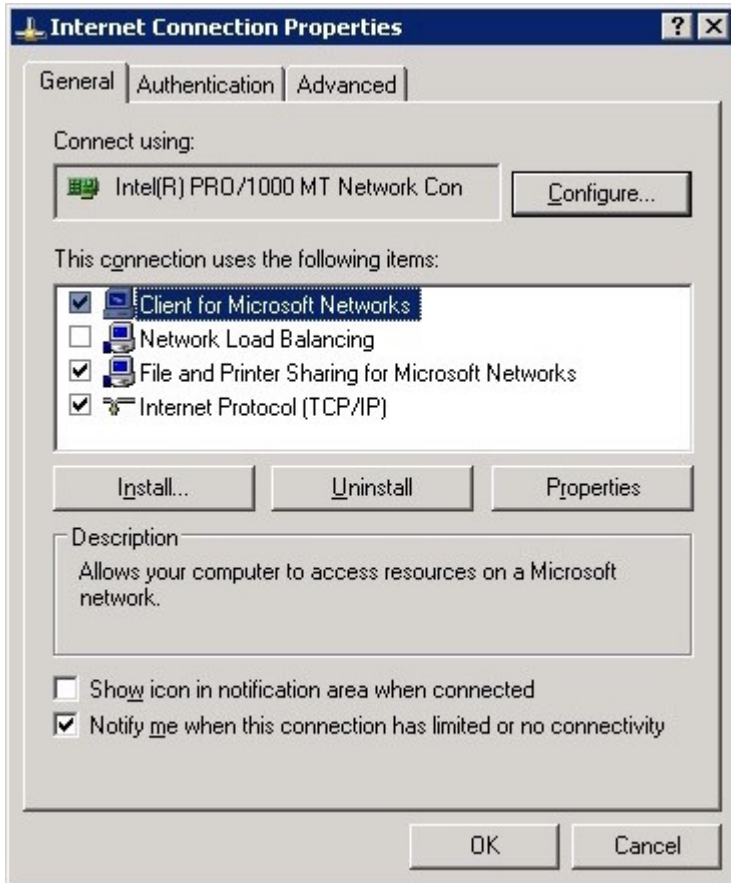 Internet Connection Properties
General Authentication Advanced
Connect using:
Intel(R) PRO/1000 MT Network Con
Configure...
This connection uses the following items:
Client for Microsoft Networks
Network Load Balancing
File and Printer Sharing for Microsoft Networks
Internet Protocol (TCP/IP)
Install... Uninstall Properties
Description
Allows your computer to access resources on a Microsoft
network.
Show icon in notification area when connected
Notify me when this connection has limited or no connectivity
OK Cancel